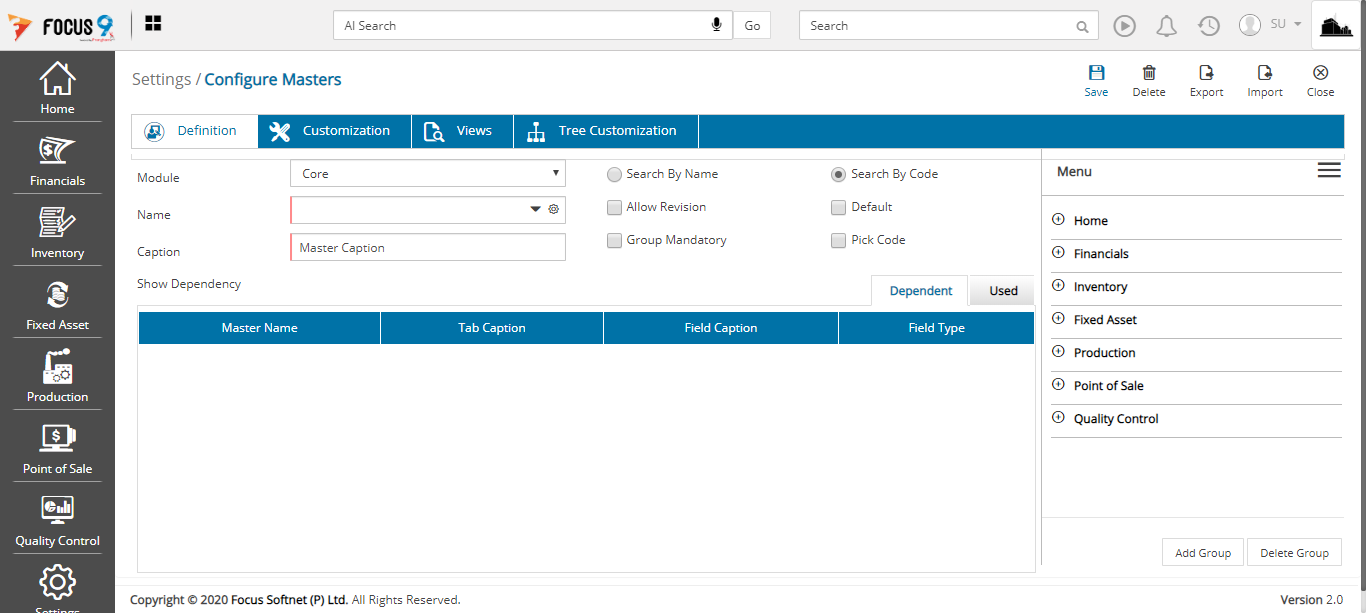 FOCUS 9
AI Search
Go
Search
SU
Home
Financials
Inventory
Fixed Asset
Production
Point of Sale
Quality Control
Settings
Settings / Configure Masters
Save
Delete
Export
Import
Close
Definition
Customization
Views
Tree Customization
Module
Core
Search By Name
Search By Code
Name
Allow Revision
Default
Caption
Master Caption
Group Mandatory
Pick Code
Show Dependency
Dependent
Used
Master Name
Tab Caption
Field Caption
Field Type
Menu
Home
Financials
Inventory
Fixed Asset
Production
Point of Sale
Quality Control
Add Group
Delete Group
Copyright © 2020 Focus Softnet (P) Ltd. All Rights Reserved.
Version 2.0